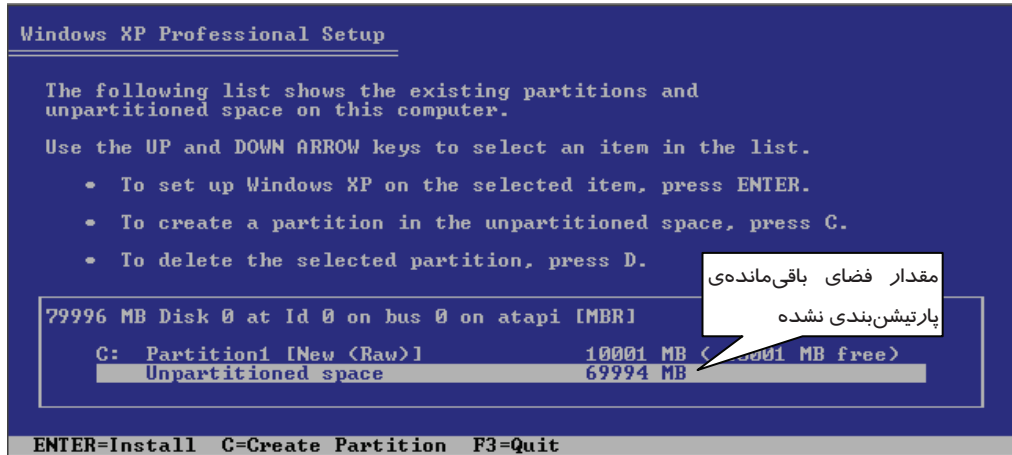 Windows XP Professional Setup
The following list shows the existing partitions and
unpartitioned space on this computer.
Use the UP and DOWN ARROW keys to select an item in the list.
• To set up Windows XP on the selected item, press ENTER.
• To create a partition in the unpartitioned space, press C.
• To delete the selected partition, press D.
مقدار فضای باقی‌مانده‌ی
پارتیشن‌بندی نشده
79996 MB Disk 0 at Id 0 on bus 0 on atapi [MBR]
C: Partition1 [New (Raw)] 10001 MB ( MB free)
Unpartitioned space 69994 MB
ENTER=Install C=Create Partition F3=Quit